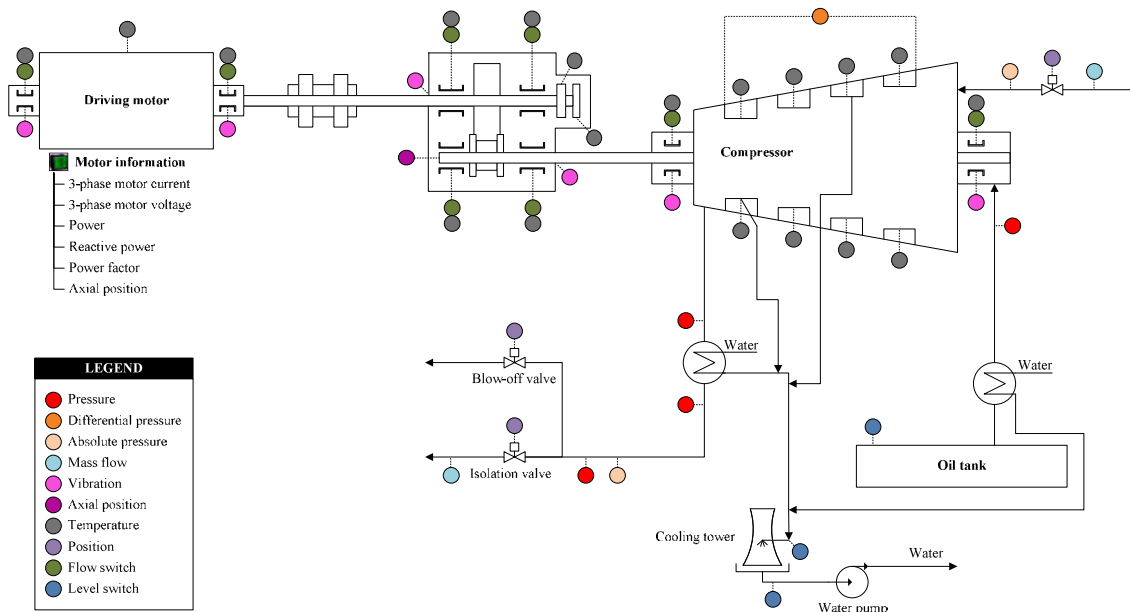 Driving motor
Compressor
Motor information
3-phase motor current
3-phase motor voltage
Power
Reactive power
Power factor
Axial position
Water
Water
Blow-off valve
Isolation valve
Oil tank
Cooling tower
Water
Water pump
LEGEND
Pressure
Differential pressure
Absolute pressure
Mass flow
Vibration
Axial position
Temperature
Position
Flow switch
Level switch